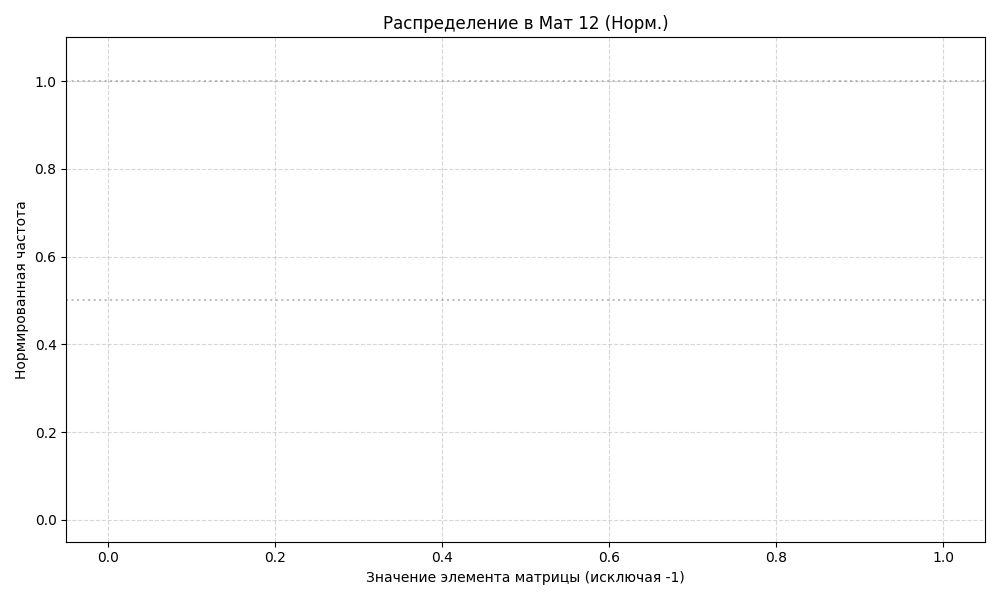 Распределение в Мат 12 (Норм.)
Нормированная частота
1.0
0.8
0.6
0.4
0.2
0.0
0.0 0.2 0.4 0.6 0.8 1.0
Значение элемента матрицы (исключая -1)